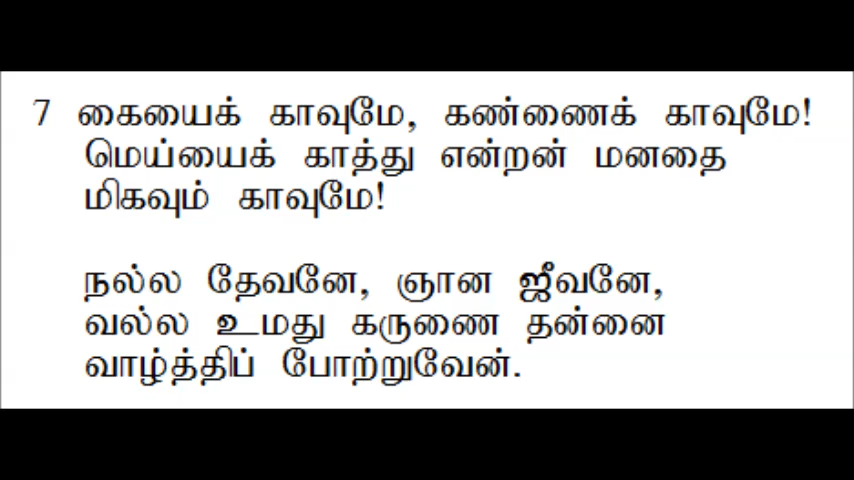 7 கையைக் காவுமே, கண்ணைக் காவுமே!
மெய்யைக் காத்து என்றன் மனதை
மிகவும் காவுமே!
நல்ல தேவனே, ஞான ஜீவனே,
வல்ல உமது கருணை தன்னை
வாழ்த்திப் போற்றுவேன்.